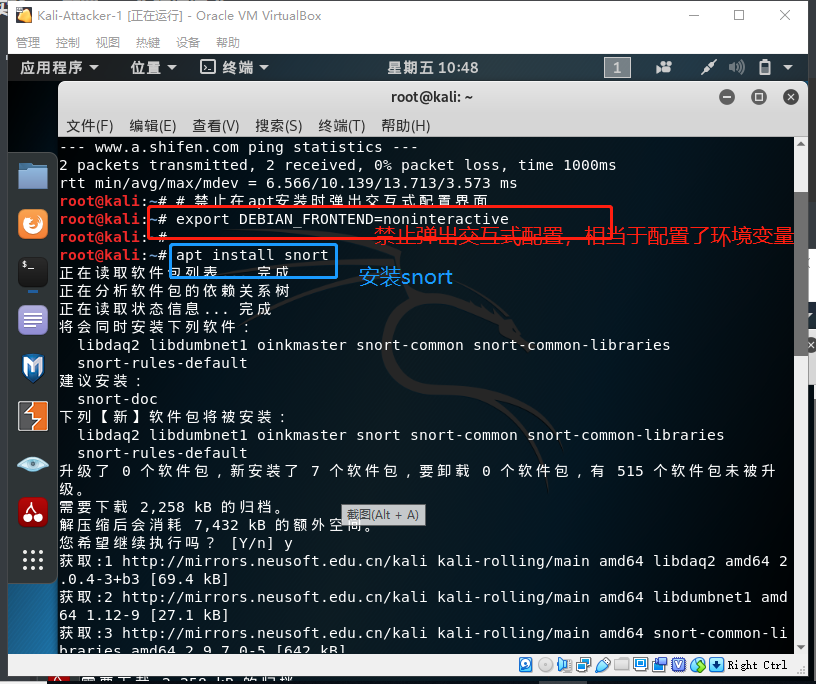 Kali-Attacker-1 [正在运行] - Oracle VM VirtualBox
管理 控制 视图 热键 设备 帮助
应用程序 位置 终端 星期五 10:48 1
root@kali: ~
文件(F) 编辑(E) 查看(V) 搜索(S) 终端(T) 帮助(H)
--- www.a.shifen.com ping statistics ---
2 packets transmitted, 2 received, 0% packet loss, time 1000ms
rtt min/avg/max/mdev = 6.566/10.139/13.713/3.573 ms
root@kali:~# # 禁止在apt安装时弹出交互式配置界面
root@kali:~# export DEBIAN_FRONTEND=noninteractive
root@kali:~#
禁止弹出交互式配置，相当于配置了环境变量
root@kali:~# apt install snort
正在读取软件包列表... 完成
安装snort
正在分析软件包的依赖关系树
正在读取状态信息... 完成
将会同时安装下列软件：
libdaq2 libdumbnet1 oinkmaster snort-common snort-common-libraries
snort-rules-default
建议安装：
snort-doc
下列【新】软件包将被安装：
libdaq2 libdumbnet1 oinkmaster snort snort-common snort-common-libraries
snort-rules-default
升级了 0 个软件包，新安装了 7 个软件包，要卸载 0 个软件包，有 515 个软件包未被升
级。
需要下载 2,258 kB 的归档。
截图(Alt + A)
解压缩后会消耗 7,432 kB 的额外空间。
您希望继续执行吗？ [Y/n] y
获取:1 http://mirrors.neusoft.edu.cn/kali kali-rolling/main amd64 libdaq2 amd64 2
.0.4-3+b3 [69.4 kB]
获取:2 http://mirrors.neusoft.edu.cn/kali kali-rolling/main amd64 libdumbnet1 amd
64 1.12-9 [27.1 kB]
获取:3 http://mirrors.neusoft.edu.cn/kali kali-rolling/main amd64 snort-common-li
braries amd64 2.9.7.0-5 [642 kB]
Right Ctrl
需要下载 2,258 kB 的归档